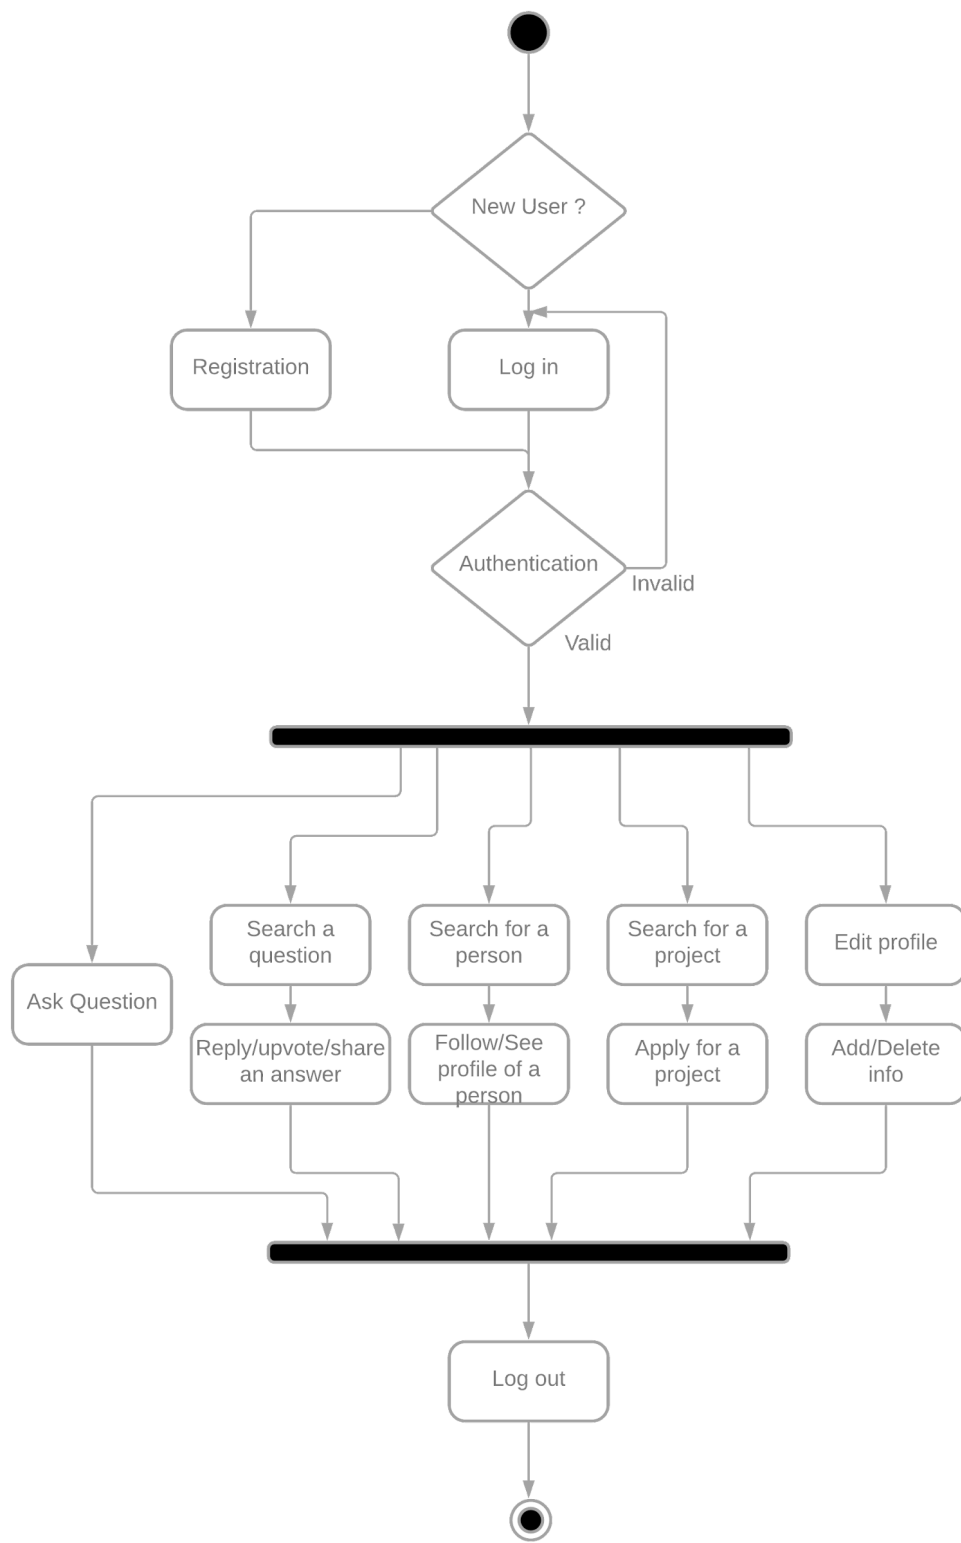 New User ?
Registration
Log in
Authentication
Invalid
Valid
Search a
question
Search for a
person
Search for a
project
Edit profile
Ask Question
Reply/upvote/share
an answer
Follow/See
profile of a
person
Apply for a
project
Add/Delete
info
Log out